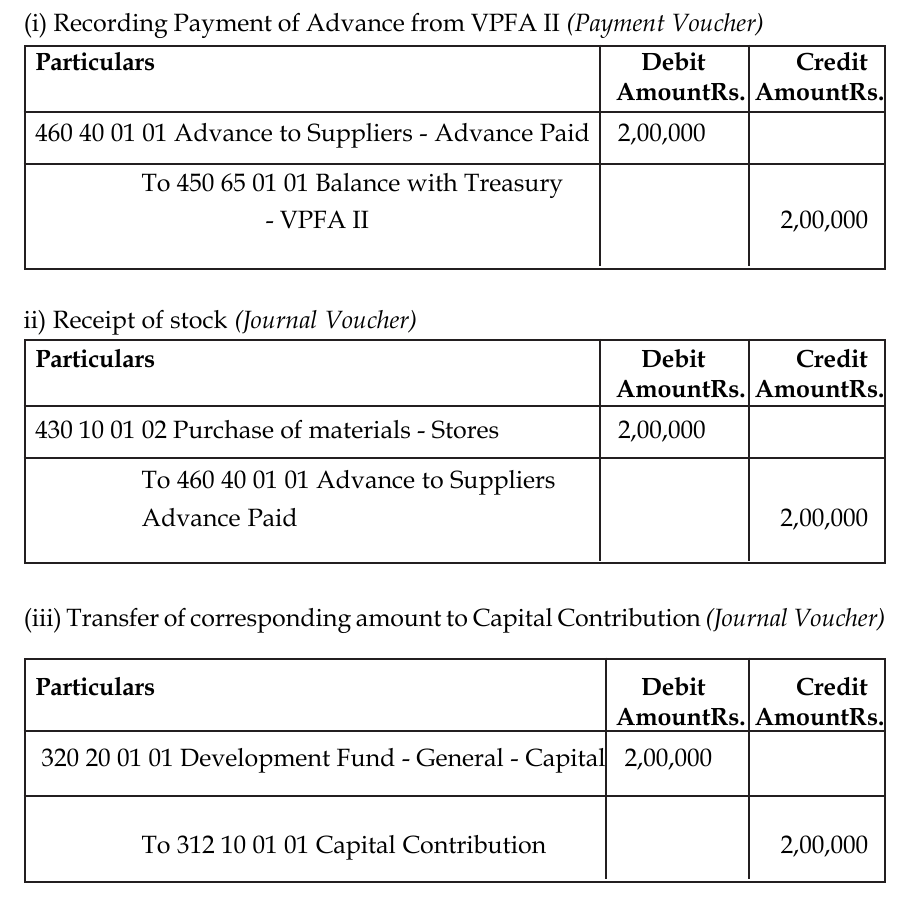 (i) Recording Payment of Advance from VPFA II (Payment Voucher)
Particulars Debit Credit
AmountRs. AmountRs.
460 40 01 01 Advance to Suppliers - Advance Paid 2,00,000
To 450 65 01 01 Balance with Treasury
- VPFA II 2,00,000
ii) Receipt of stock (Journal Voucher)
Particulars Debit Credit
AmountRs. AmountRs.
430 10 01 02 Purchase of materials - Stores 2,00,000
To 460 40 01 01 Advance to Suppliers
Advance Paid 2,00,000
(iii) Transfer of corresponding amount to Capital Contribution (Journal Voucher)
Particulars Debit Credit
AmountRs. AmountRs.
320 20 01 01 Development Fund - General - Capital 2,00,000
To 312 10 01 01 Capital Contribution 2,00,000